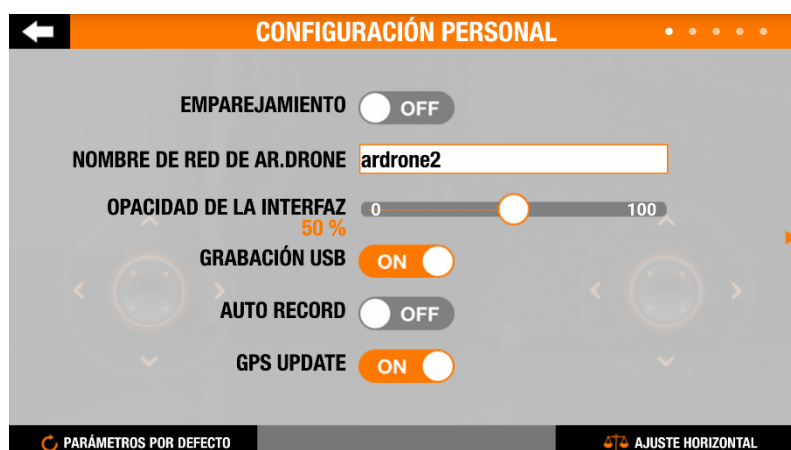 CONFIGURACIÓN PERSONAL
EMPAREJAMIENTO OFF
NOMBRE DE RED DE AR.DRONE ardrone2
OPACIDAD DE LA INTERFAZ 0 100
50 %
GRABACIÓN USB ON
AUTO RECORD OFF
GPS UPDATE ON
PARÁMETROS POR DEFECTO AJUSTE HORIZONTAL